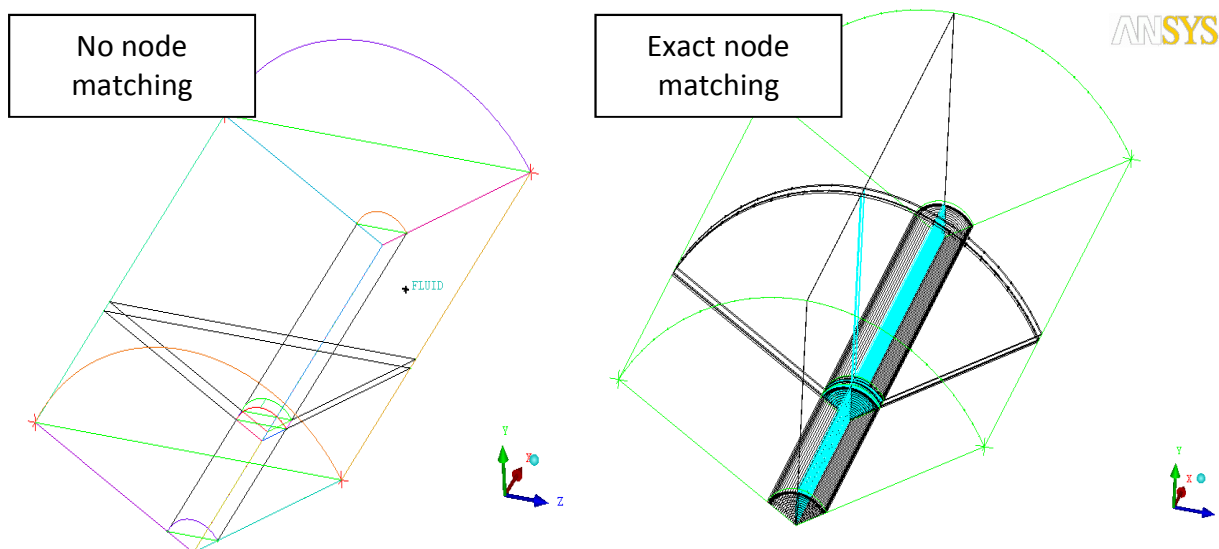 No node
matching
Exact node
matching
ANSYS
FLUID
Y
X
Z
Y
X
Z